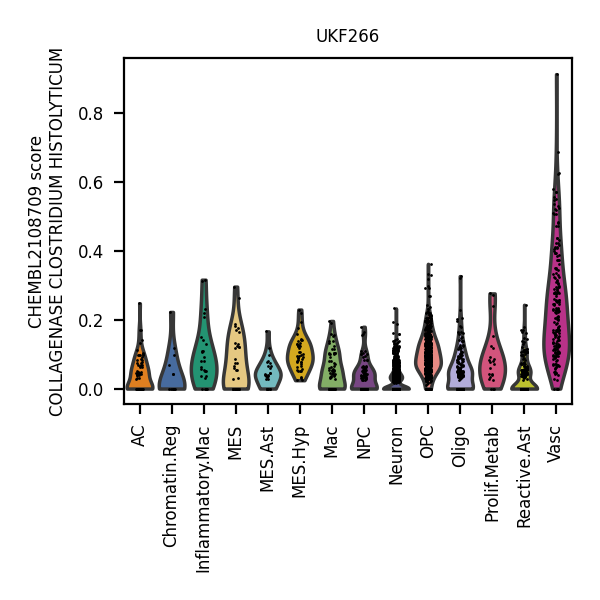 UKF266
CHEMBL2108709 score
COLLAGENASE CLOSTRIDIUM HISTOLYTICUM
0.8
0.6
0.4
0.2
0.0
AC
Chromatin.Reg
Inflammatory.Mac
MES
MES.Ast
MES.Hyp
Mac
NPC
Neuron
OPC
Oligo
Prolif.Metab
Reactive.Ast
Vasc